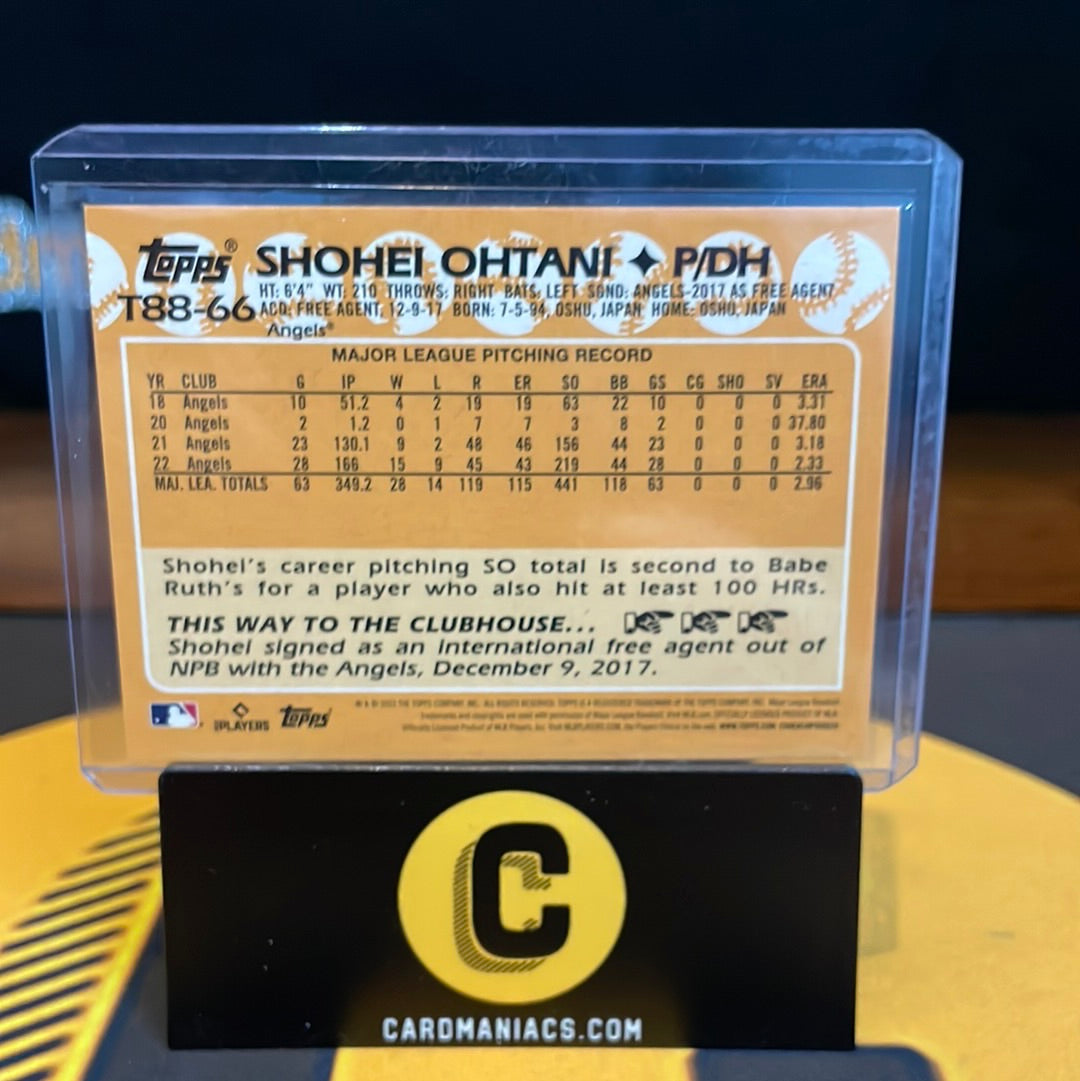 Topps® SHOHEI OHTANI ✦ P/DH
T88-66 HT: 6'4" WT: 210 THROWS: RIGHT BATS: LEFT SGND: ANGELS-2017 AS FREE AGENT
ACQ: FREE AGENT, 12-9-17 BORN: 7-5-94, OSHU, JAPAN HOME: OSHU, JAPAN
Angels®
MAJOR LEAGUE PITCHING RECORD
YR CLUB G IP W L R ER SO BB GS CG SHO SV ERA
18 Angels 10 51.2 4 2 19 19 63 22 10 0 0 0 3.31
20 Angels 2 1.2 0 1 7 7 3 8 2 0 0 0 37.80
21 Angels 23 130.1 9 2 48 46 156 44 23 0 0 0 3.18
22 Angels 28 166 15 9 45 43 219 44 28 0 0 0 2.33
MAJ. LEA. TOTALS 63 349.2 28 14 119 115 441 118 63 0 0 0 2.96
Shohei's career pitching SO total is second to Babe
Ruth's for a player who also hit at least 100 HRs.
THIS WAY TO THE CLUBHOUSE...
Shohei signed as an international free agent out of
NPB with the Angels, December 9, 2017.
PLAYERS Topps
C
CARDMANIACS.COM